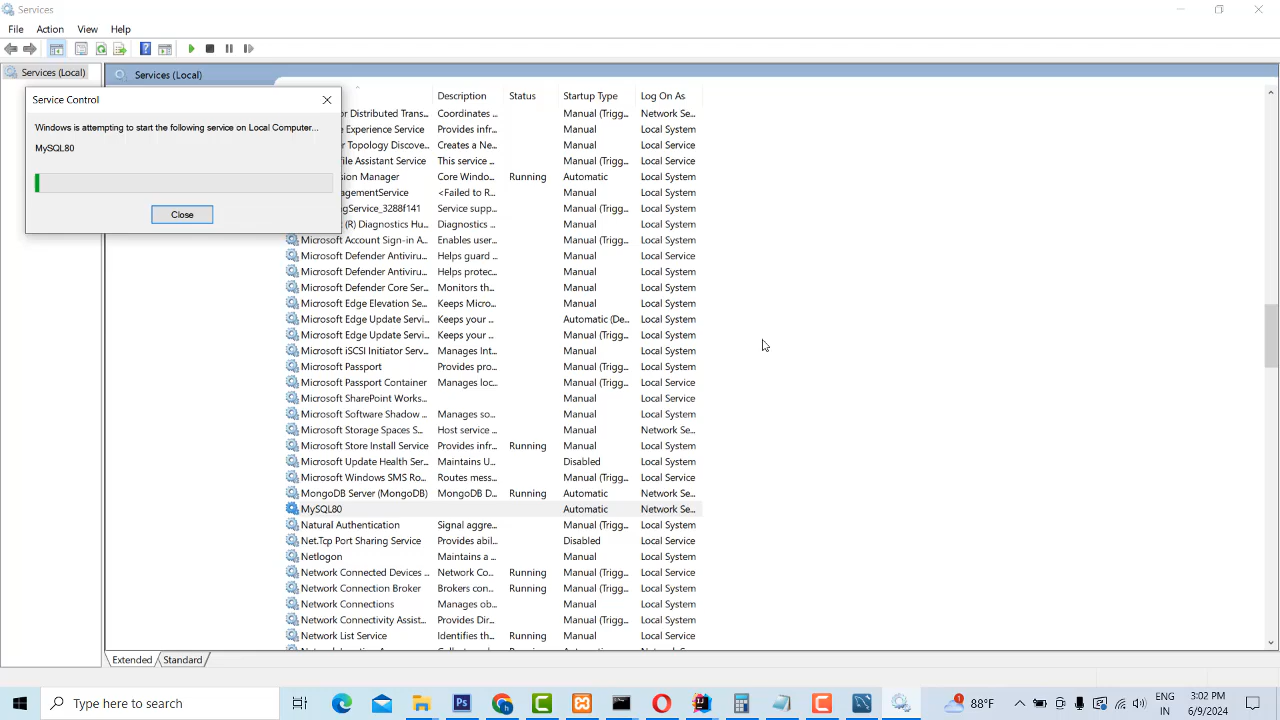 Services
File Action View Help
Services (Local)
Services (Local)
Service Control
Windows is attempting to start the following service on Local Computer...
MySQL80
Close
Description Status Startup Type Log On As
or Distributed Trans... Coordinates ... Manual (Trigg... Network Se...
e Experience Service Provides infr... Manual Local System
r Topology Discove... Creates a Ne... Manual Local Service
ile Assistant Service This service ... Manual (Trigg... Local System
sion Manager Core Windo... Running Automatic Local System
nagementService <Failed to R... Manual Local System
gService_3288f141 Service supp... Manual (Trigg... Local System
(R) Diagnostics Hu... Diagnostics ... Manual Local System
Microsoft Account Sign-in A... Enables user... Manual (Trigg... Local System
Microsoft Defender Antiviru... Helps guard ... Manual Local Service
Microsoft Defender Antiviru... Helps protec... Manual Local System
Microsoft Defender Core Ser... Monitors th... Manual Local System
Microsoft Edge Elevation Se... Keeps Micro... Manual Local System
Microsoft Edge Update Servi... Keeps your ... Automatic (De... Local System
Microsoft Edge Update Servi... Keeps your ... Manual (Trigg... Local System
Microsoft iSCSI Initiator Serv... Manages Int... Manual Local System
Microsoft Passport Provides pro... Manual (Trigg... Local System
Microsoft Passport Container Manages loc... Manual (Trigg... Local Service
Microsoft SharePoint Works... Manual Local Service
Microsoft Software Shadow ... Manages so... Manual Local System
Microsoft Storage Spaces S... Host service ... Manual Network Se...
Microsoft Store Install Service Provides infr... Running Manual Local System
Microsoft Update Health Ser... Maintains U... Disabled Local System
Microsoft Windows SMS Ro... Routes mess... Manual (Trigg... Local Service
MongoDB Server (MongoDB) MongoDB D... Running Automatic Network Se...
MySQL80 Automatic Network Se...
Natural Authentication Signal aggre... Manual (Trigg... Local System
Net.Tcp Port Sharing Service Provides abil... Disabled Local Service
Netlogon Maintains a ... Manual Local System
Network Connected Devices ... Network Co... Running Manual (Trigg... Local Service
Network Connection Broker Brokers con... Running Manual (Trigg... Local System
Network Connections Manages ob... Manual Local System
Network Connectivity Assist... Provides Dir... Manual (Trigg... Local System
Network List Service Identifies th... Running Manual Local Service
Extended Standard
Type here to search
Ps
88°F
ENG
IN
3:02 PM
6/9/2024